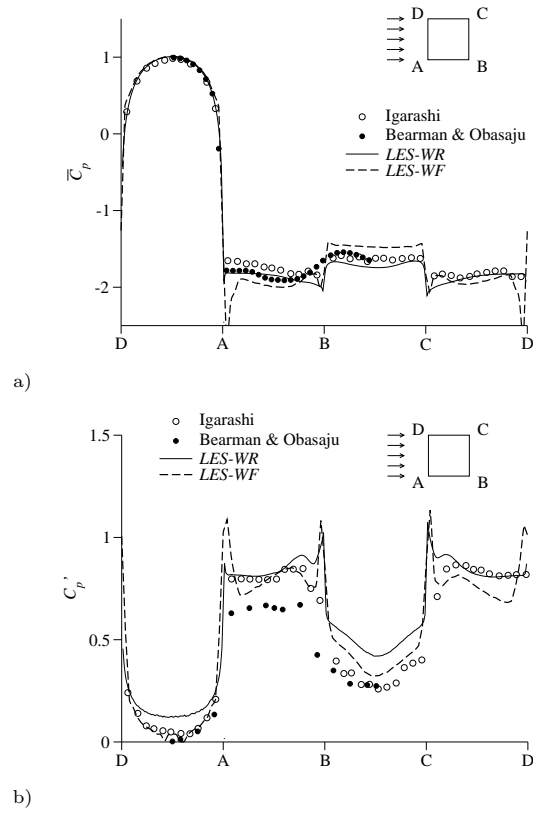 D C
A B
1
0
-1
-2
C̅p
Igarashi
Bearman & Obasaju
LES-WR
LES-WF
D A B C D
a)
Igarashi
Bearman & Obasaju
LES-WR
LES-WF
D C
A B
1.5
1
0.5
0
Cp'
D A B C D
b)